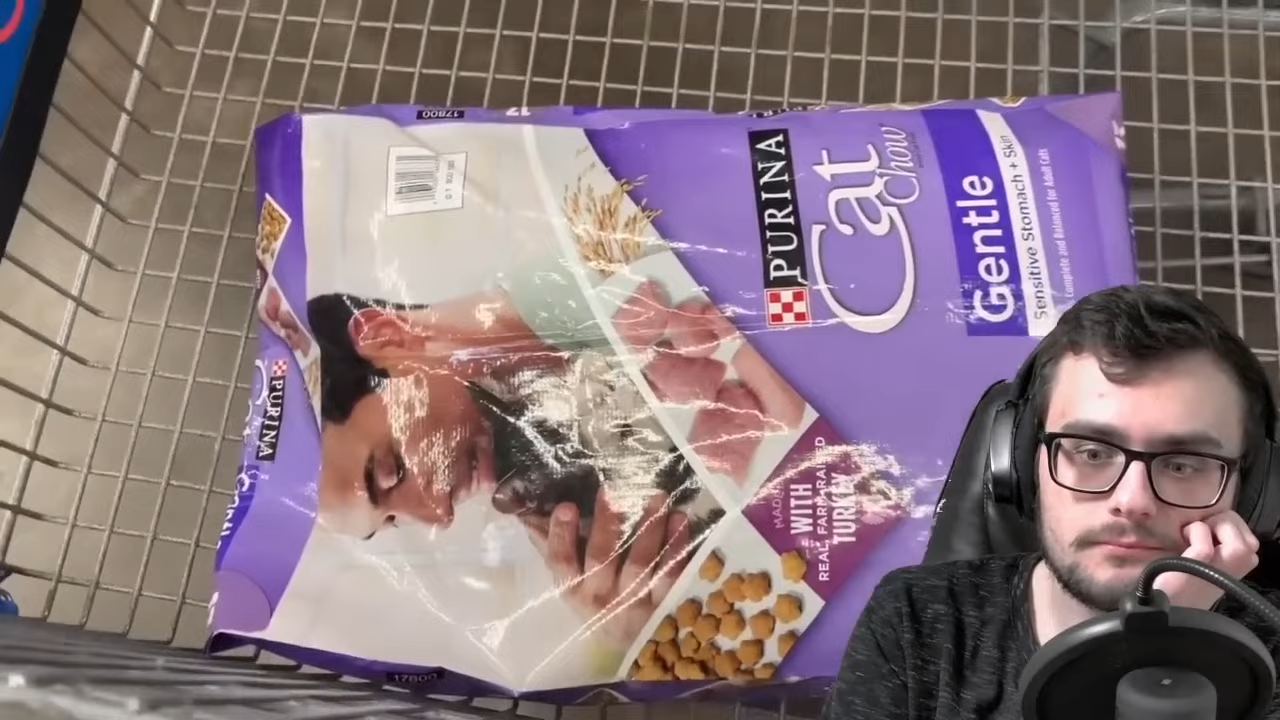 PURINA
Cat
Chow
Gentle
Sensitive Stomach + Skin
Complete and Balanced for Adult Cats
WITH
REAL, FARM-RAISED
TURKEY
17800
17800
PURINA